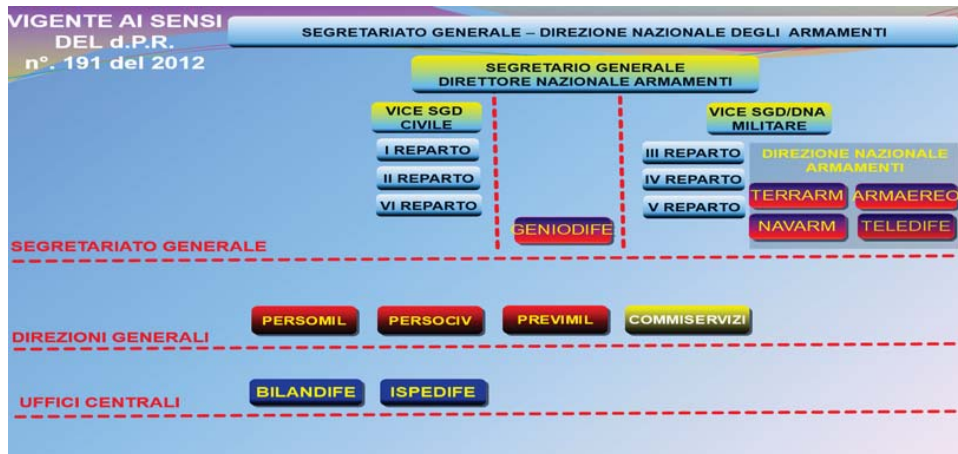 VIGENTE AI SENSI
DEL d.P.R.
n°. 191 del 2012
SEGRETARIATO GENERALE – DIREZIONE NAZIONALE DEGLI ARMAMENTI
SEGRETARIO GENERALE
DIRETTORE NAZIONALE ARMAMENTI
VICE SGD
CIVILE
I REPARTO
II REPARTO
VI REPARTO
GENIODIFE
VICE SGD/DNA
MILITARE
III REPARTO
IV REPARTO
V REPARTO
DIREZIONE NAZIONALE
ARMAMENTI
TERRARM ARMAEREO
NAVARM TELEDIFE
SEGRETARIATO GENERALE
PERSOMIL PERSOCIV PREVIMIL COMMISERVIZI
DIREZIONI GENERALI
BILANDIFE ISPEDIFE
UFFICI CENTRALI